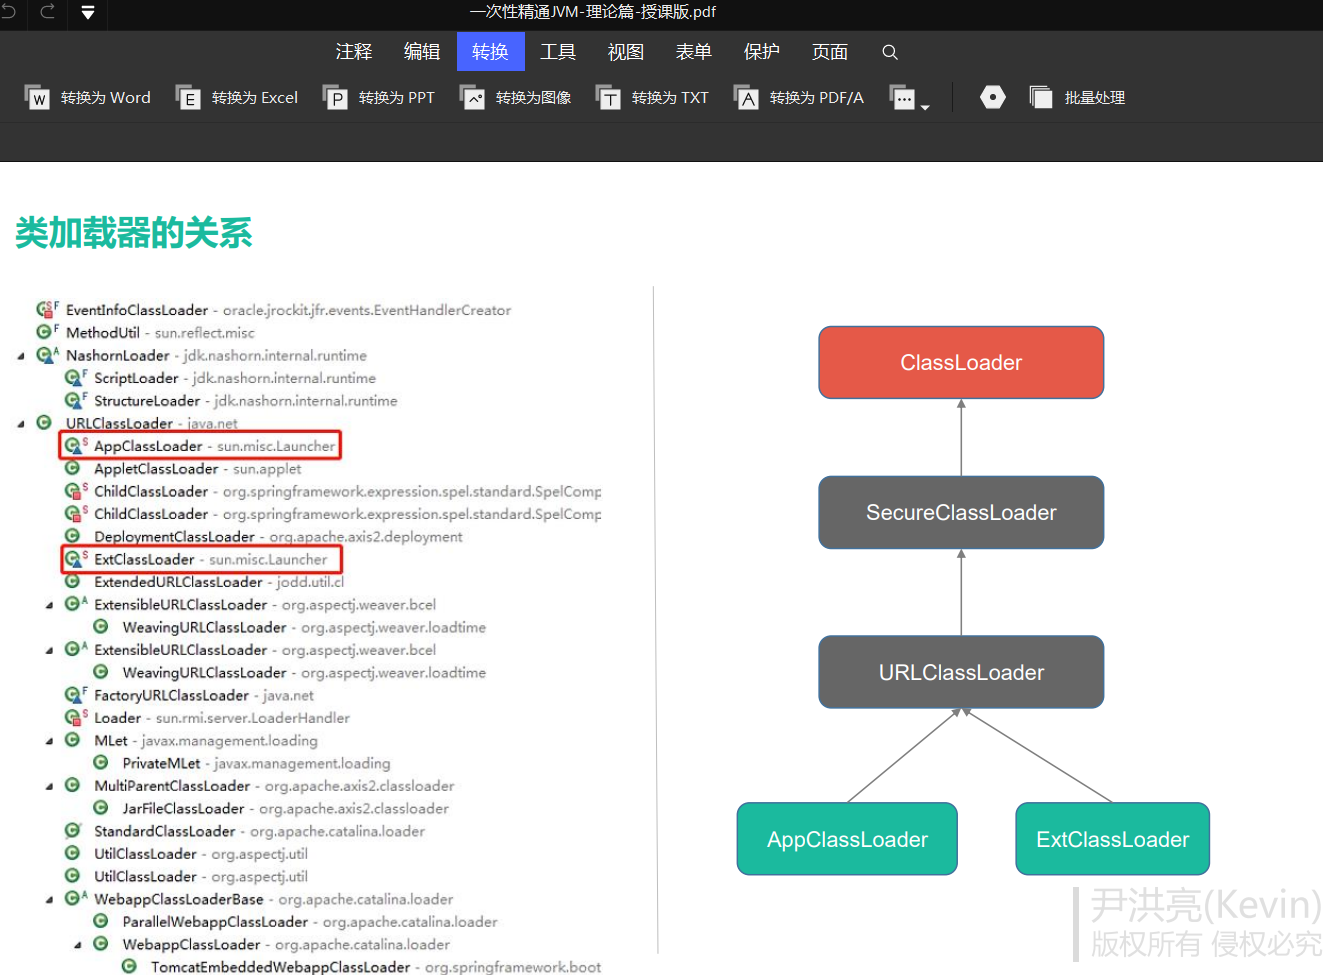 一次性精通JVM-理论篇-授课版.pdf
注释 编辑 转换 工具 视图 表单 保护 页面
W 转换为 Word E 转换为 Excel P 转换为 PPT 转换为图像 T 转换为 TXT A 转换为 PDF/A 批量处理
类加载器的关系
EventInfoClassLoader - oracle.jrockit.jfr.events.EventHandlerCreator
MethodUtil - sun.reflect.misc
NashornLoader - jdk.nashorn.internal.runtime
ScriptLoader - jdk.nashorn.internal.runtime
StructureLoader - jdk.nashorn.internal.runtime
URLClassLoader - java.net
AppClassLoader - sun.misc.Launcher
AppletClassLoader - sun.applet
ChildClassLoader - org.springframework.expression.spel.standard.SpelComp
ChildClassLoader - org.springframework.expression.spel.standard.SpelComp
DeploymentClassLoader - org.apache.axis2.deployment
ExtClassLoader - sun.misc.Launcher
ExtendedURLClassLoader - jodd.util.cl
ExtensibleURLClassLoader - org.aspectj.weaver.bcel
WeavingURLClassLoader - org.aspectj.weaver.loadtime
ExtensibleURLClassLoader - org.aspectj.weaver.bcel
WeavingURLClassLoader - org.aspectj.weaver.loadtime
FactoryURLClassLoader - java.net
Loader - sun.rmi.server.LoaderHandler
MLet - javax.management.loading
PrivateMLet - javax.management.loading
MultiParentClassLoader - org.apache.axis2.classloader
JarFileClassLoader - org.apache.axis2.classloader
StandardClassLoader - org.apache.catalina.loader
UtilClassLoader - org.aspectj.util
UtilClassLoader - org.aspectj.util
WebappClassLoaderBase - org.apache.catalina.loader
ParallelWebappClassLoader - org.apache.catalina.loader
WebappClassLoader - org.apache.catalina.loader
TomcatEmbeddedWebappClassLoader - org.springframework.boot
ClassLoader
SecureClassLoader
URLClassLoader
AppClassLoader ExtClassLoader
尹洪亮(Kevin)
版权所有 侵权必究